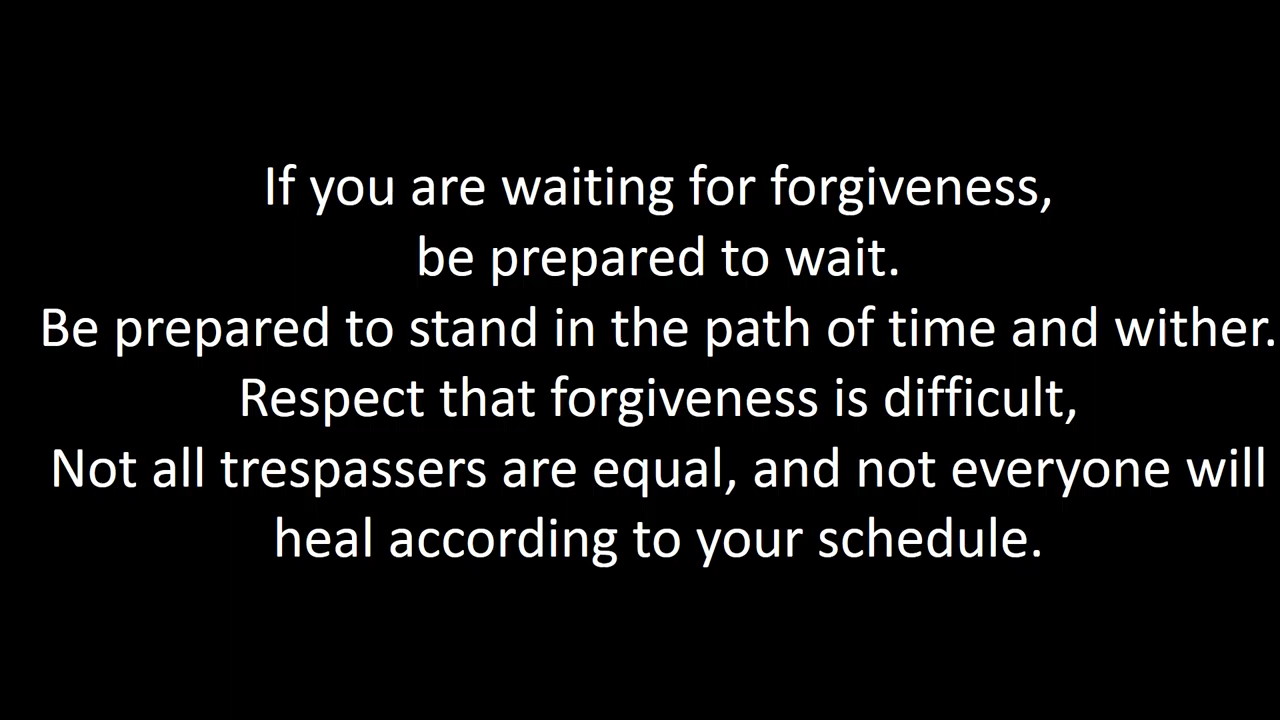 If you are waiting for forgiveness,
be prepared to wait.
Be prepared to stand in the path of time and wither.
Respect that forgiveness is difficult,
Not all trespassers are equal, and not everyone will
heal according to your schedule.